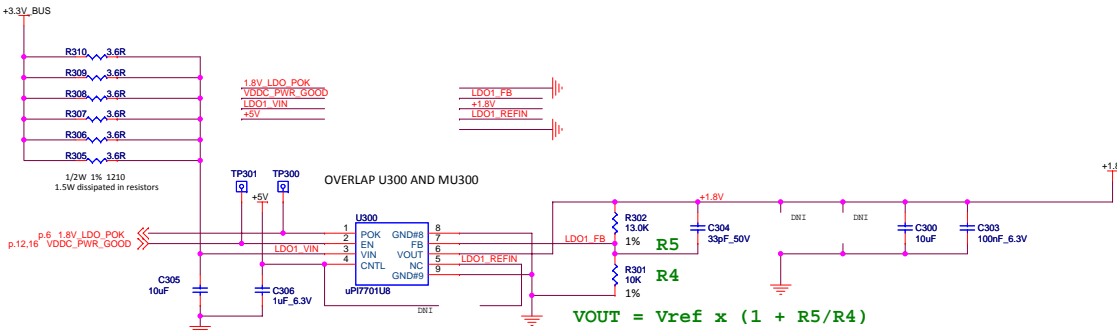 +3.3V_BUS
R310 3.6R
R309 3.6R
R308 3.6R
R307 3.6R
R306 3.6R
R305 3.6R
1/2W 1% 1210
1.5W dissipated in resistors
1.8V_LDO_POK
VDDC_PWR_GOOD
LDO1_VIN
+5V
LDO1_FB
+1.8V
LDO1_REFIN
TP301 TP300
OVERLAP U300 AND MU300
+5V
p.6 1.8V_LDO_POK
p.12,16 VDDC_PWR_GOOD
LDO1_VIN
U300
1 POK GND#8 8
2 EN FB 7
3 VIN VOUT 6
4 CNTL NC 5
GND#9 9
uPI7701U8
LDO1_REFIN
DNI
C305
10uF
C306
1uF_6.3V
+1.8V
LDO1_FB
R302
13.0K
1% R5
R301
10K R4
1%
C304
33pF_50V
DNI DNI
C300
10uF
C303
100nF_6.3V
+1.8
VOUT = Vref x (1 + R5/R4)